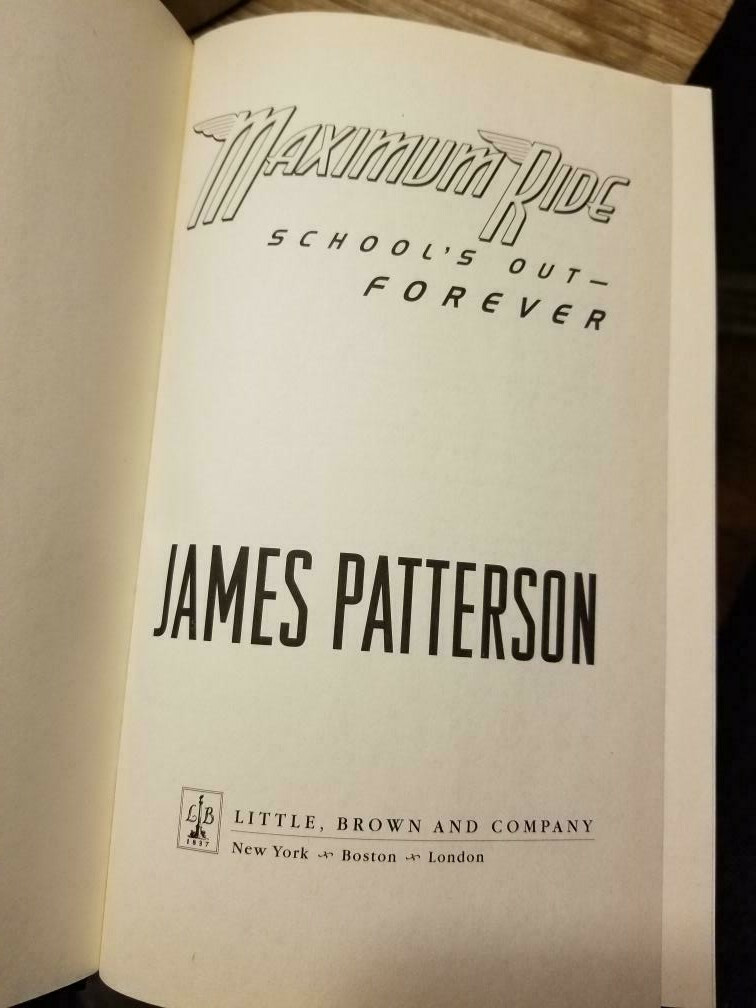 MAXIMUM RIDE
SCHOOL'S OUT—
FOREVER
JAMES PATTERSON
LB
1837
LITTLE, BROWN AND COMPANY
New York Boston London